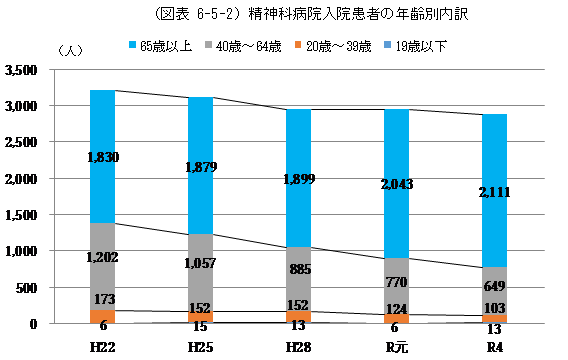 （図表 6-5-2）精神科病院入院患者の年齢別内訳
（人）
65歳以上 40歳～64歳 20歳～39歳 19歳以下
3,500
3,000
2,500
2,000
1,500
1,000
500
0
1,830 1,879 1,899 2,043 2,111
1,202 1,057 885 770 649
173 152 152 124 103
6 15 13 6 13
H22 H25 H28 R元 R4